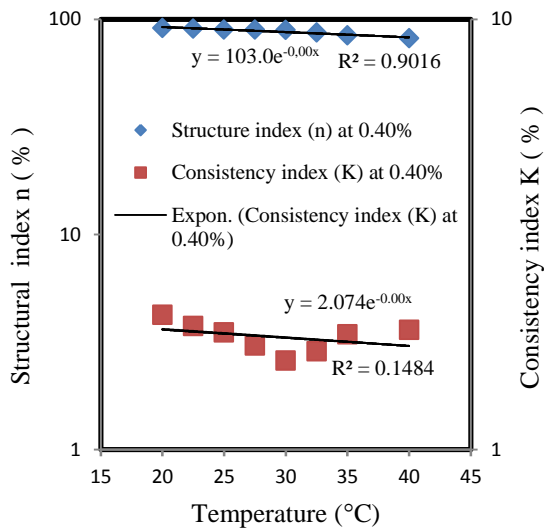 100
10
y = 103.0e-0,00x
R² = 0.9016
Structure index (n) at 0.40%
Consistency index (K) at 0.40%
Expon. (Consistency index (K) at
0.40%)
10
y = 2.074e-0.00x
R² = 0.1484
1
1
15 20 25 30 35 40 45
Temperature (°C)
Structural index n ( % )
Consistency index K ( % )